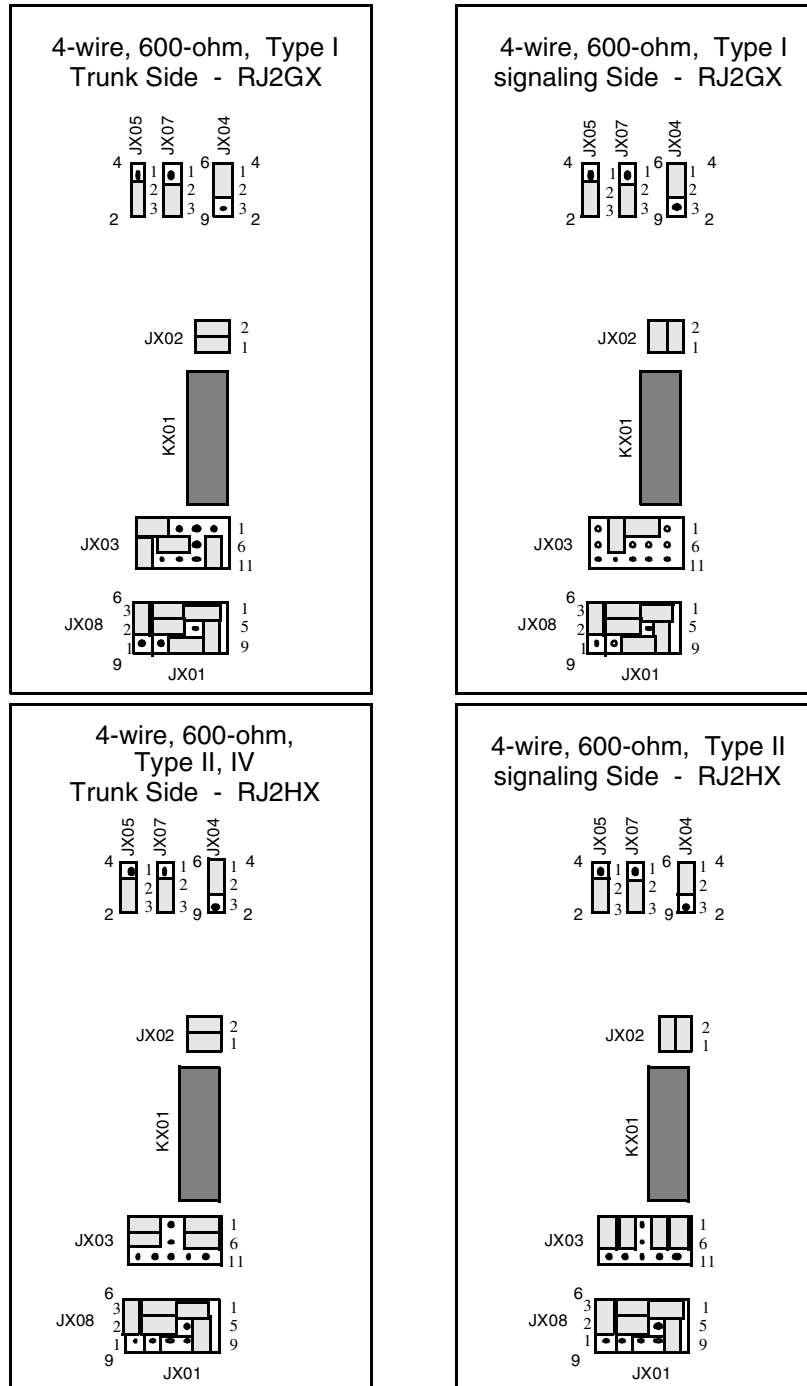 4-wire, 600-ohm, Type I
Trunk Side - RJ2GX
JX05 JX07 JX04
4 1 1 6 1 4
2 2 2
2 3 3 9 3 2
JX02 2
1
KX01
JX03 1
6
11
6
JX08 3 1
2 5
1 9
9
JX01
4-wire, 600-ohm, Type I
signaling Side - RJ2GX
JX05 JX07 JX04
4 1 1 6 1 4
2 2 2
2 3 3 9 3 2
JX02 2
1
KX01
JX03 1
6
11
6
JX08 3 1
2 5
1 9
9
JX01
4-wire, 600-ohm,
Type II, IV
Trunk Side - RJ2HX
JX05 JX07 JX04
4 1 1 6 1 4
2 2 2
2 3 3 9 3 2
JX02 2
1
KX01
JX03 1
6
11
6
JX08 3 1
2 5
1 9
9
JX01
4-wire, 600-ohm, Type II
signaling Side - RJ2HX
JX05 JX07 JX04
4 1 1 6 1 4
2 2 2
2 3 3 9 3 2
JX02 2
1
KX01
JX03 1
6
11
6
JX08 3 1
2 5
1 9
9
JX01